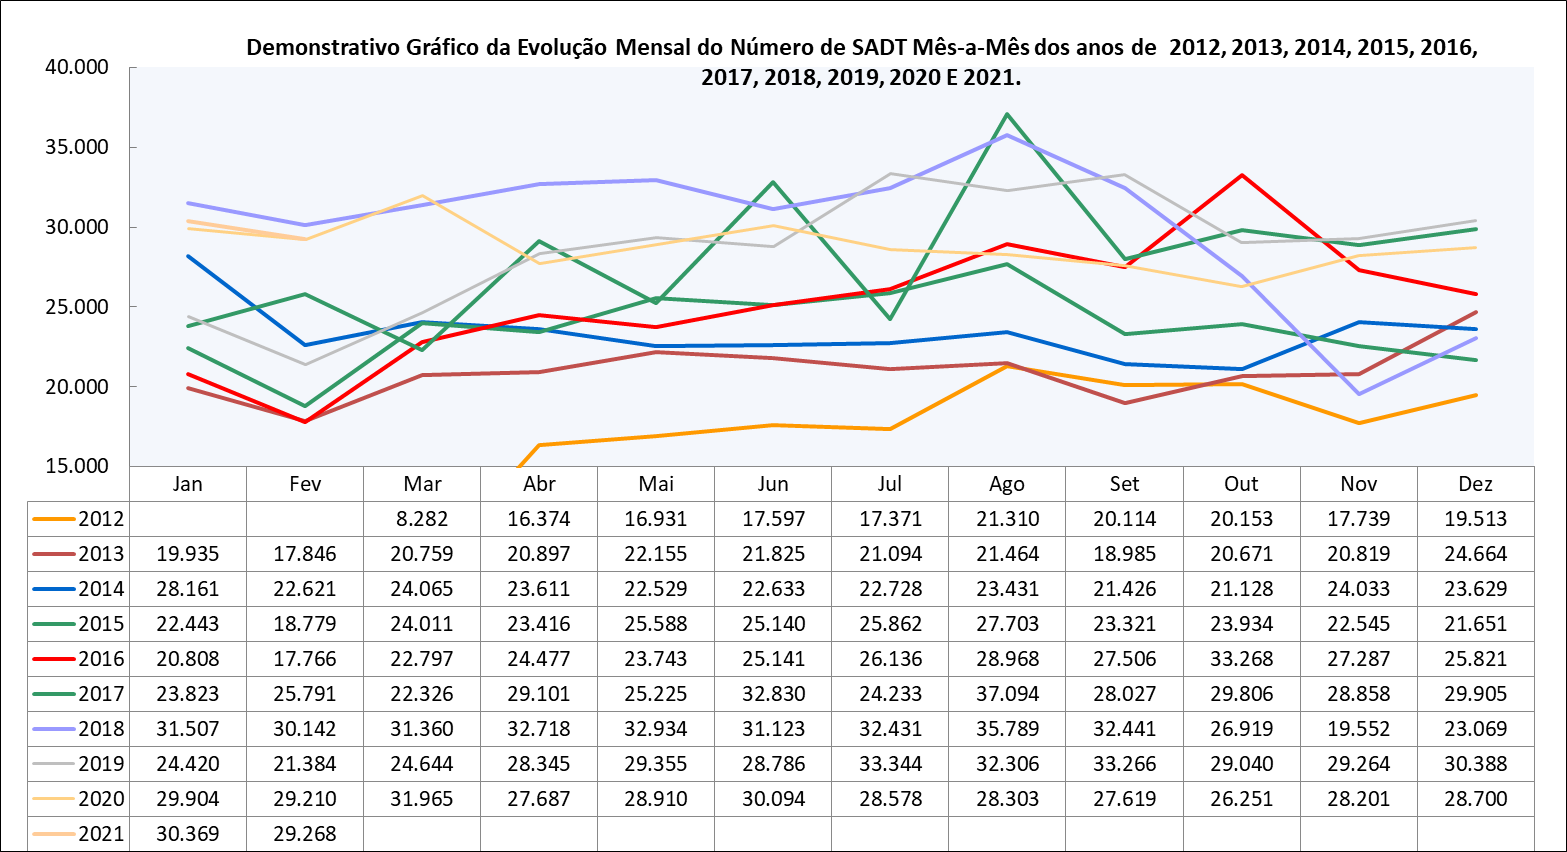 Demonstrativo Gráfico da Evolução Mensal do Número de SADT Mês-a-Mês dos anos de 2012, 2013, 2014, 2015, 2016,
2017, 2018, 2019, 2020 E 2021.
40.000
35.000
30.000
25.000
20.000
15.000
Jan Fev Mar Abr Mai Jun Jul Ago Set Out Nov Dez
2012 8.282 16.374 16.931 17.597 17.371 21.310 20.114 20.153 17.739 19.513
2013 19.935 17.846 20.759 20.897 22.155 21.825 21.094 21.464 18.985 20.671 20.819 24.664
2014 28.161 22.621 24.065 23.611 22.529 22.633 22.728 23.431 21.426 21.128 24.033 23.629
2015 22.443 18.779 24.011 23.416 25.588 25.140 25.862 27.703 23.321 23.934 22.545 21.651
2016 20.808 17.766 22.797 24.477 23.743 25.141 26.136 28.968 27.506 33.268 27.287 25.821
2017 23.823 25.791 22.326 29.101 25.225 32.830 24.233 37.094 28.027 29.806 28.858 29.905
2018 31.507 30.142 31.360 32.718 32.934 31.123 32.431 35.789 32.441 26.919 19.552 23.069
2019 24.420 21.384 24.644 28.345 29.355 28.786 33.344 32.306 33.266 29.040 29.264 30.388
2020 29.904 29.210 31.965 27.687 28.910 30.094 28.578 28.303 27.619 26.251 28.201 28.700
2021 30.369 29.268